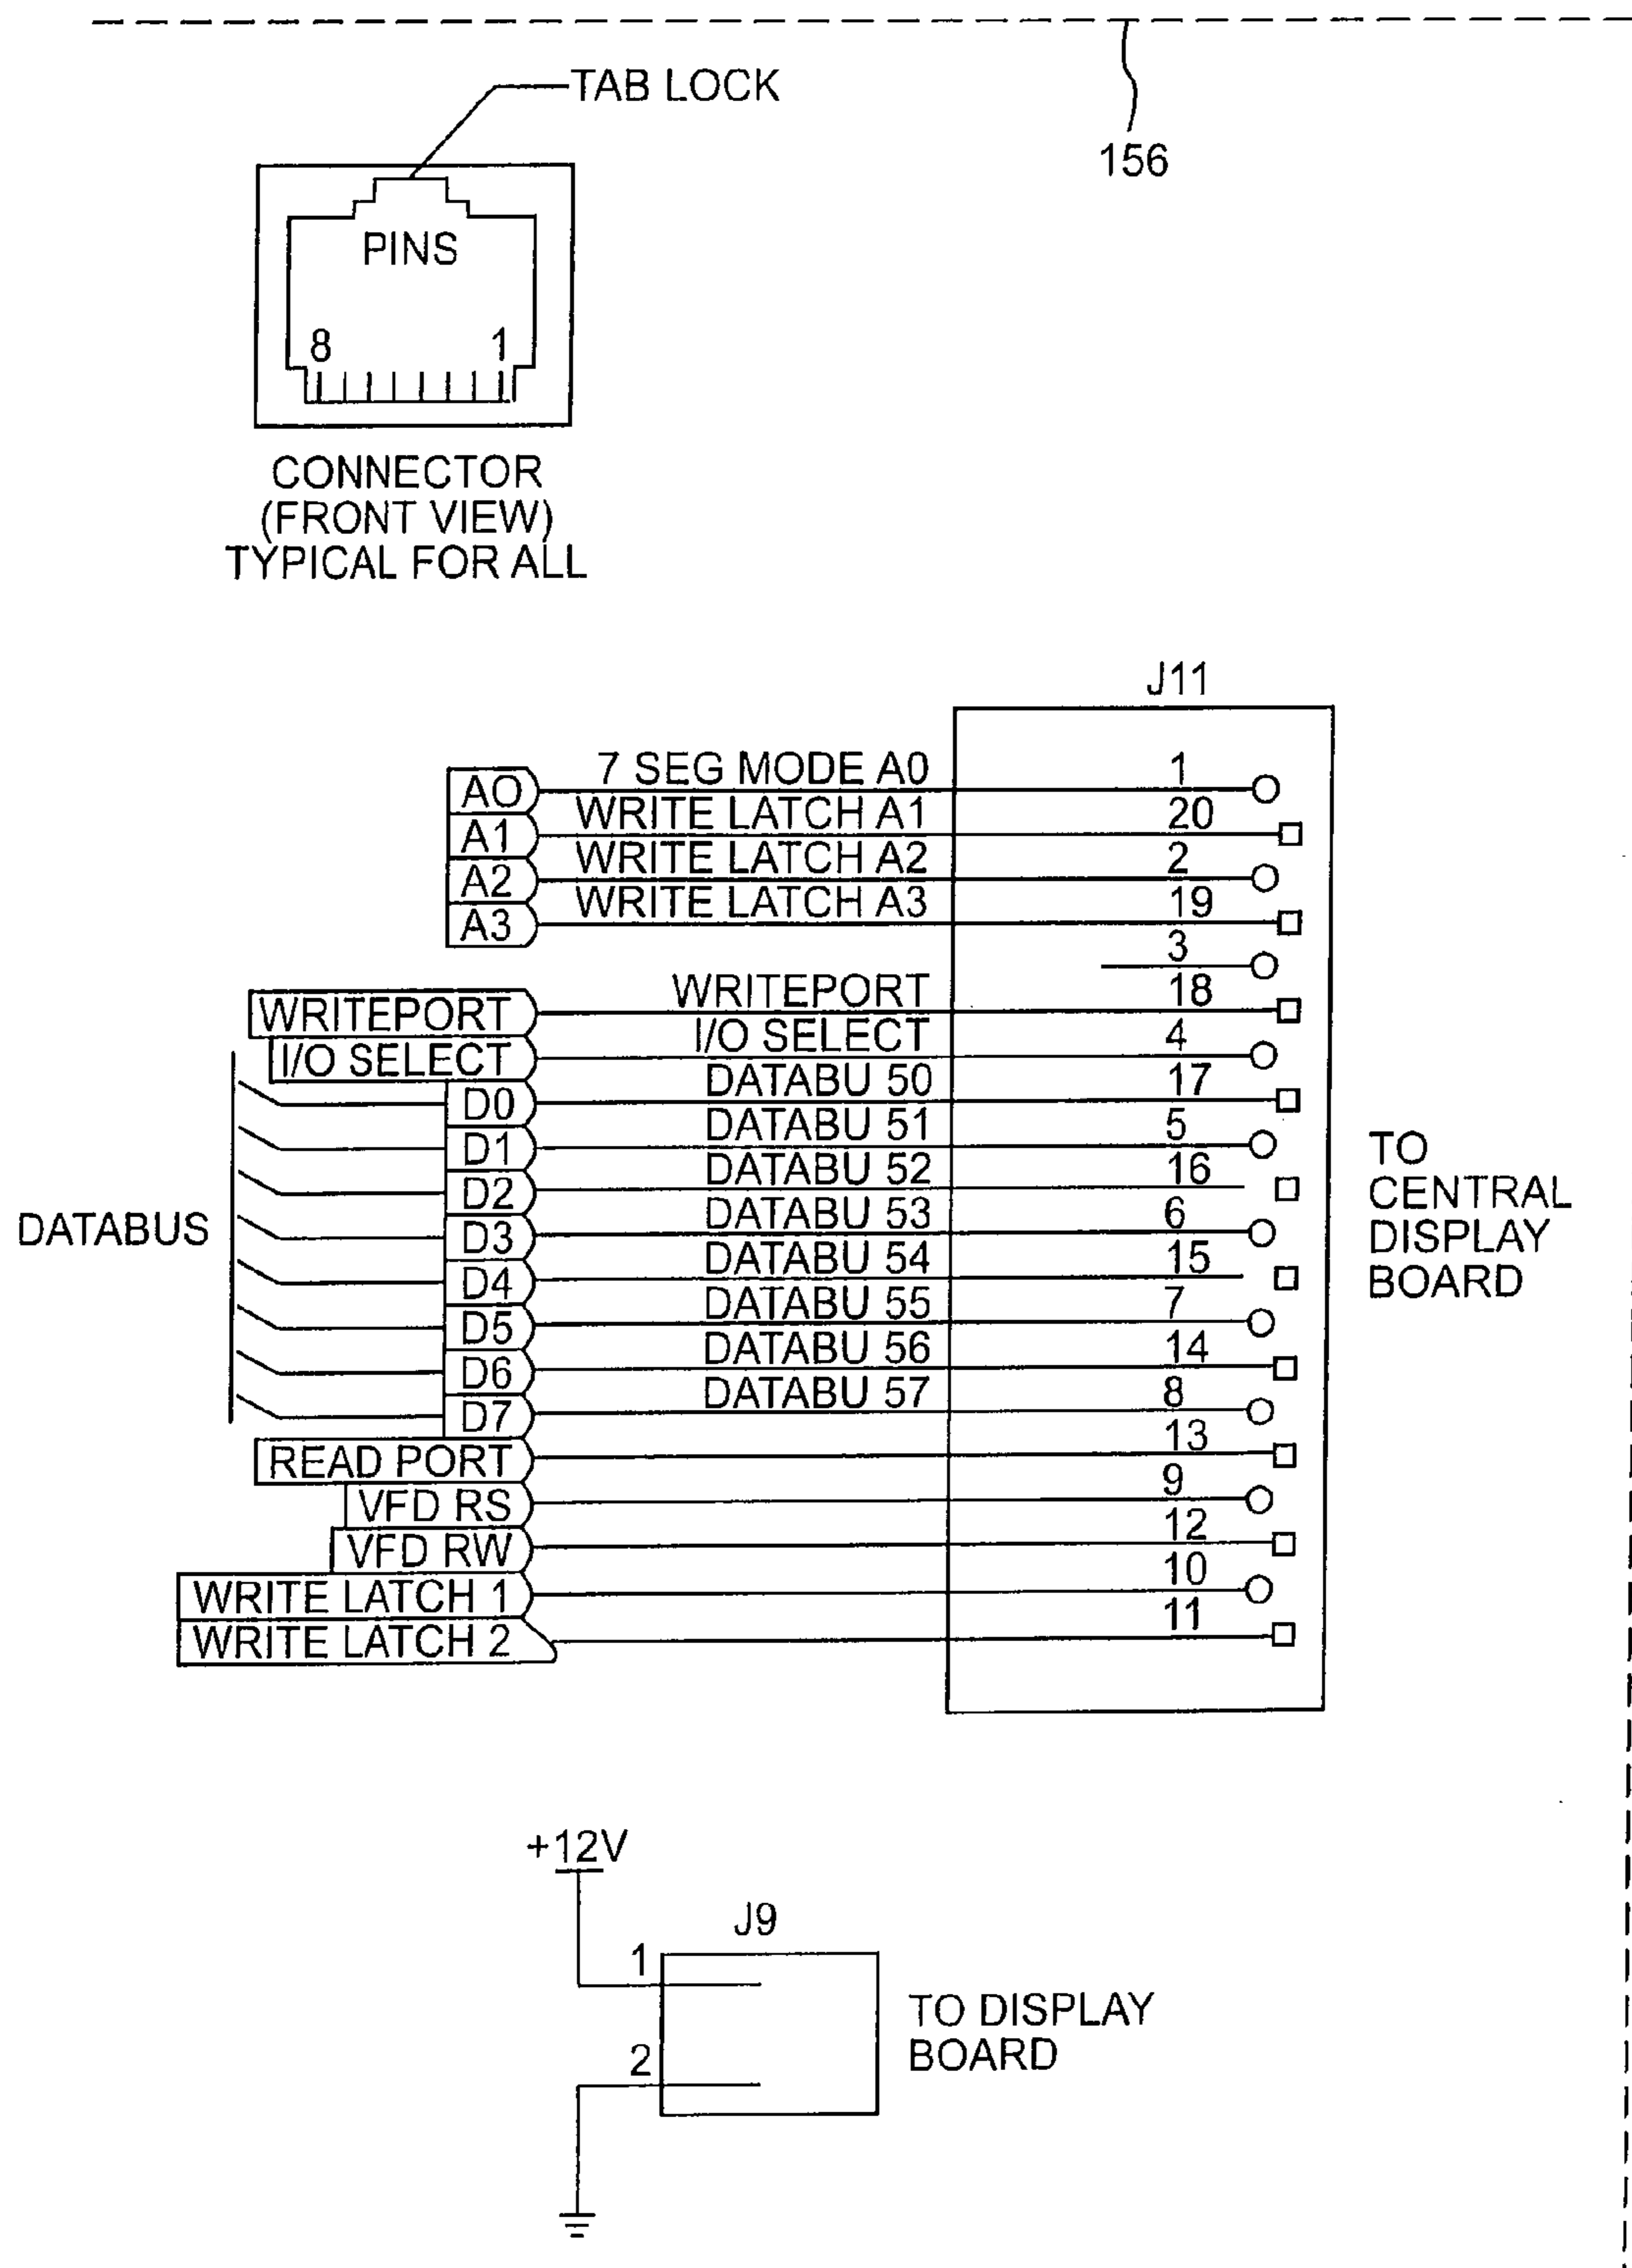 TAB LOCK
156
PINS
8 1
CONNECTOR
(FRONT VIEW)
TYPICAL FOR ALL
J11
AO 7 SEG MODE A0 1
A1 WRITE LATCH A1 20
A2 WRITE LATCH A2 2
A3 WRITE LATCH A3 19
3
WRITEPORT WRITEPORT 18
I/O SELECT I/O SELECT 4
D0 DATABU 50 17
D1 DATABU 51 5
D2 DATABU 52 16
D3 DATABU 53 6
D4 DATABU 54 15
D5 DATABU 55 7
D6 DATABU 56 14
D7 DATABU 57 8
READ PORT 13
VFD RS 9
VFD RW 12
WRITE LATCH 1 10
WRITE LATCH 2 11
DATABUS
TO
CENTRAL
DISPLAY
BOARD
+12V
J9
1
2
TO DISPLAY
BOARD